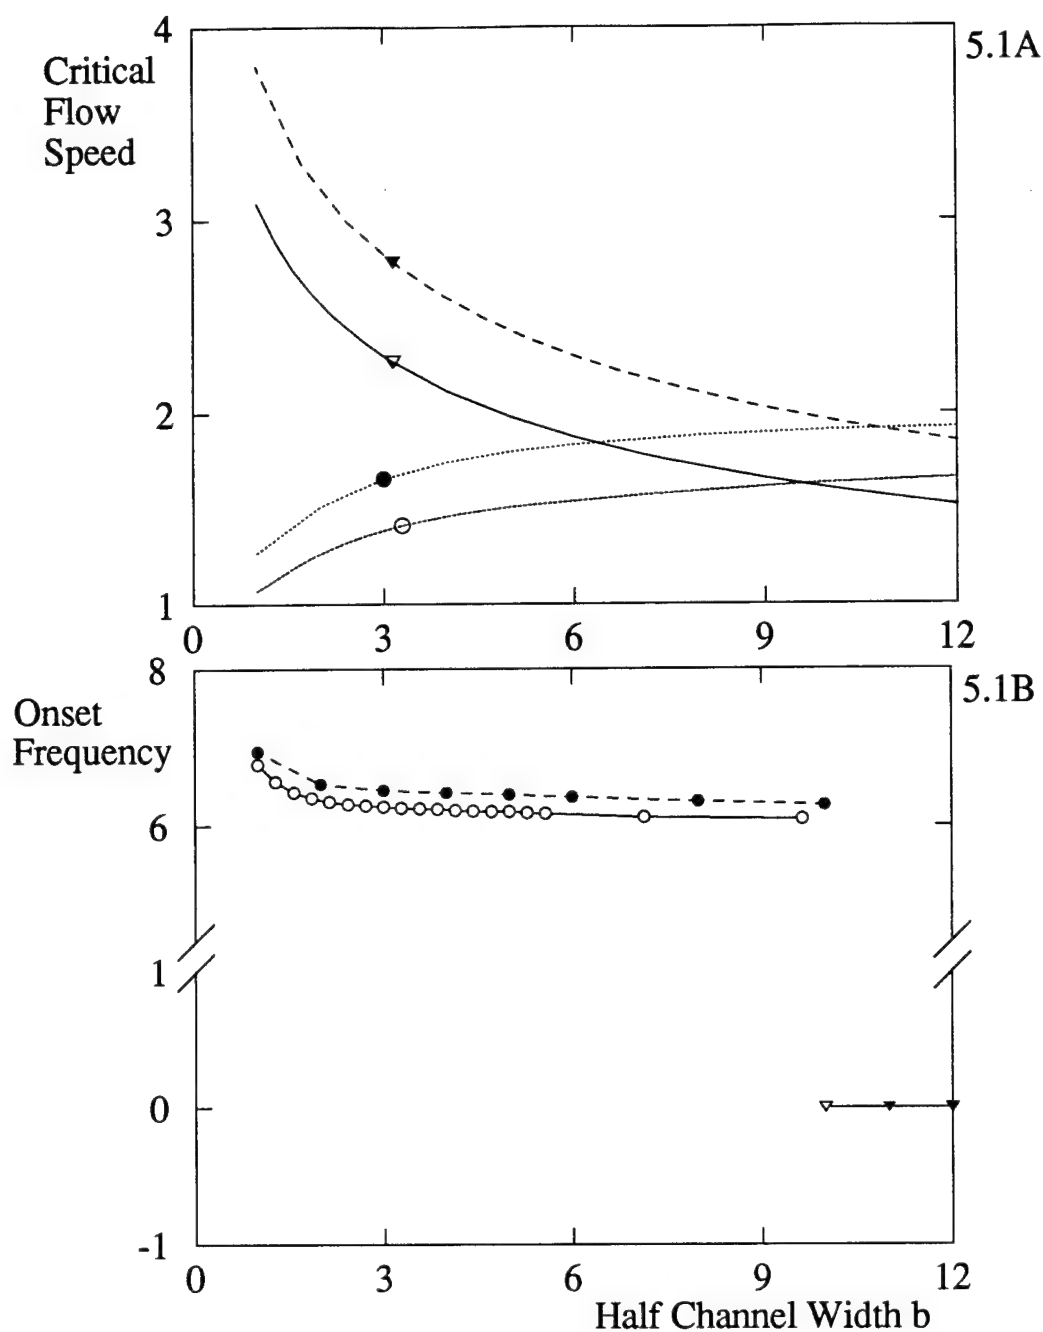 4
5.1A
Critical
Flow
Speed
3
2
1
0
3
6
9
12
8
5.1B
Onset
Frequency
6
1
0
-1
0
3
6
9
12
Half Channel Width b